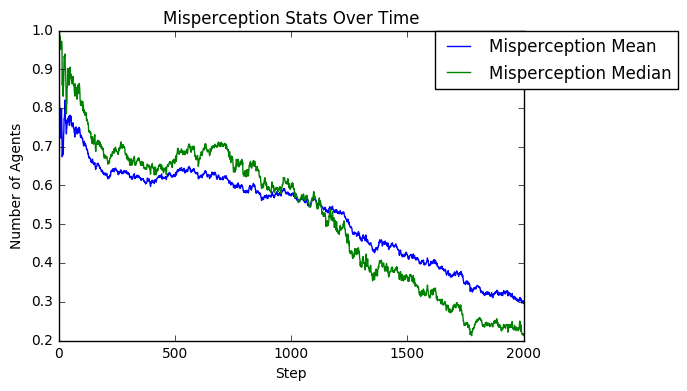 Misperception Stats Over Time
Misperception Mean
Misperception Median
Number of Agents
1.0
0.9
0.8
0.7
0.6
0.5
0.4
0.3
0.2
0
500
1000
1500
2000
Step